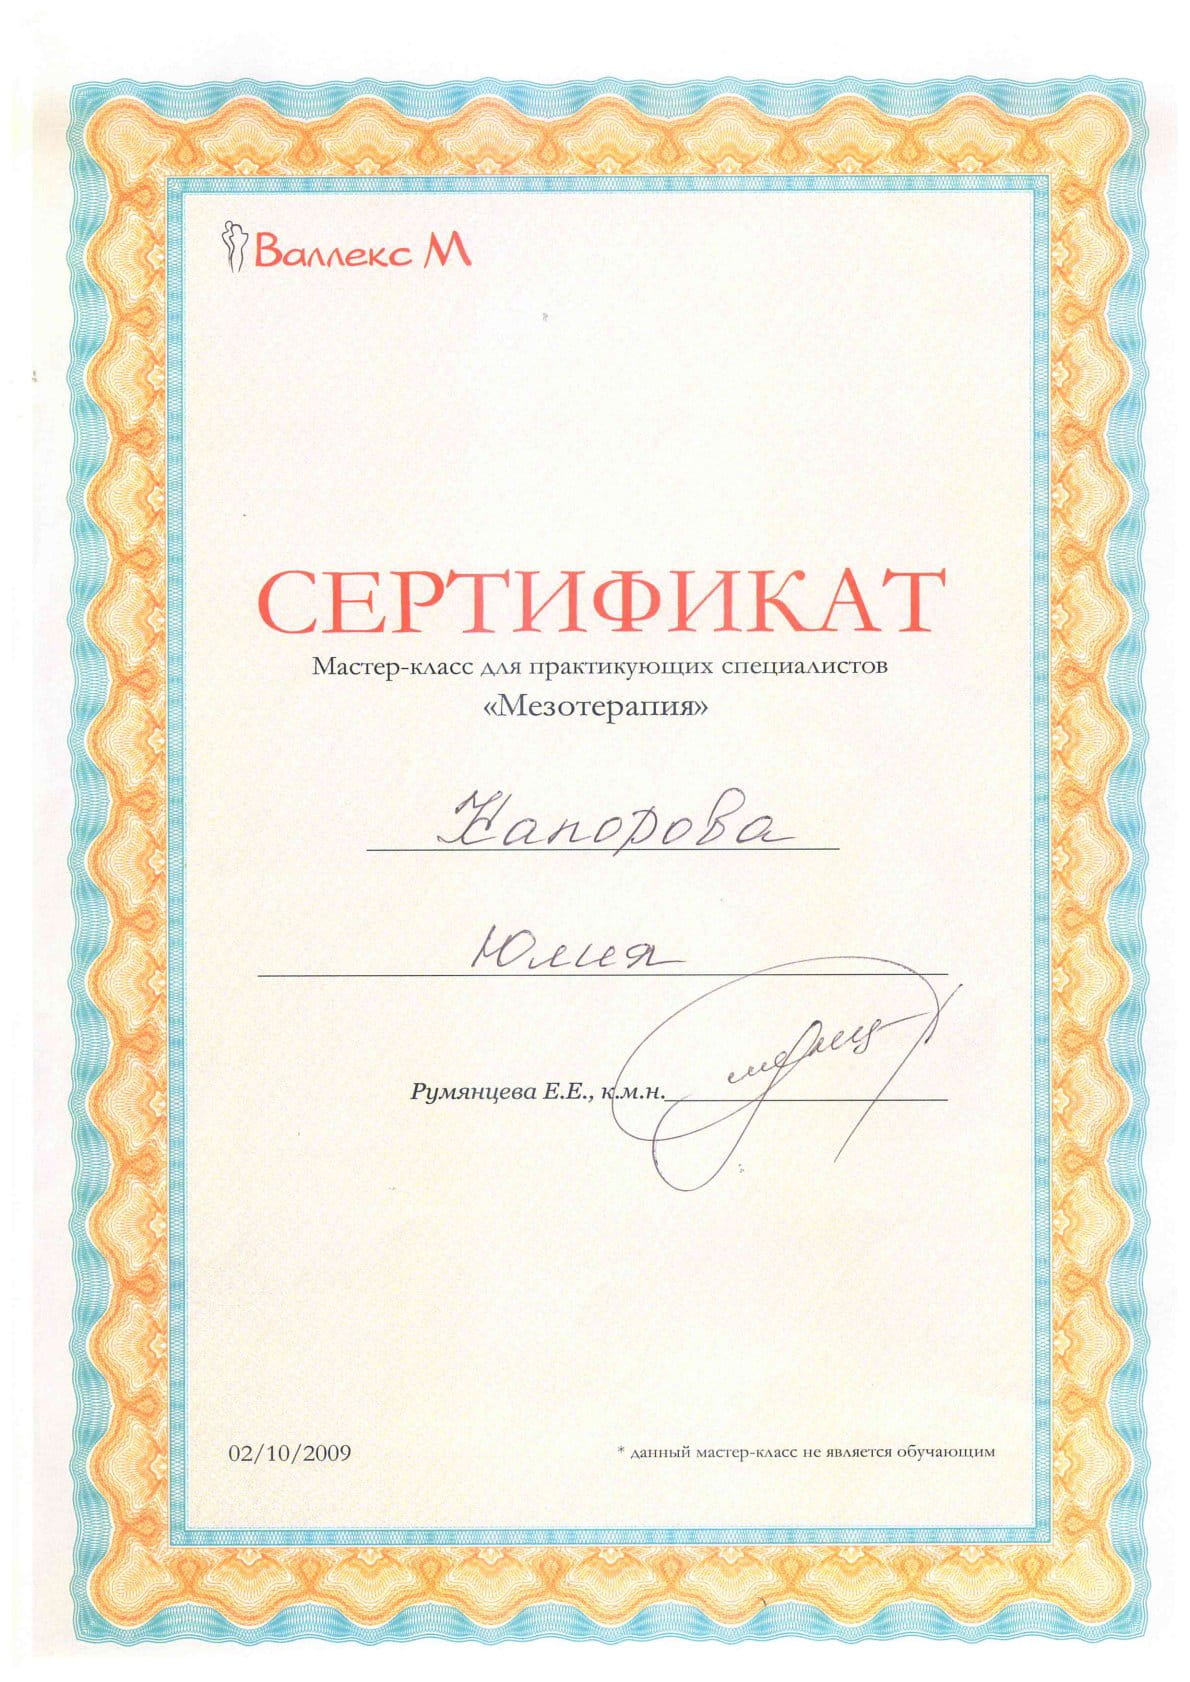 Валлекс М
СЕРТИФИКАТ
Мастер-класс для практикующих специалистов
«Мезотерапия»
Капорова
Юлия
Румянцева Е.Е., к.м.н.
02/10/2009
* данный мастер-класс не является обучающим